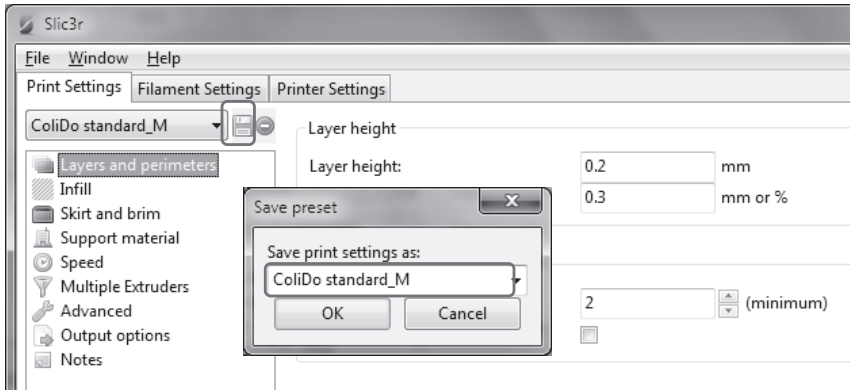 Slic3r
File Window Help
Print Settings Filament Settings Printer Settings
ColiDo standard_M
Layers and perimeters
Infill
Skirt and brim
Support material
Speed
Multiple Extruders
Advanced
Output options
Notes
Layer height
Layer height: 0.2 mm
0.3 mm or %
2 (minimum)
Save preset
Save print settings as:
ColiDo standard_M
OK Cancel